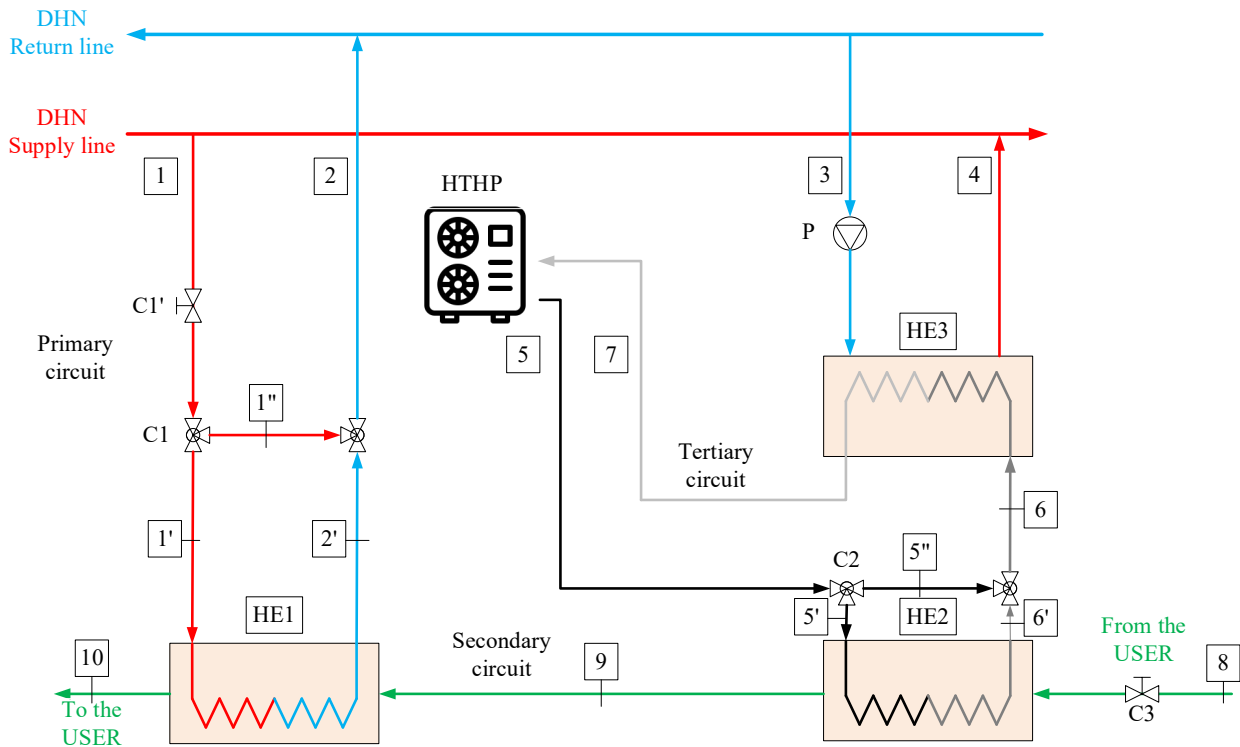 DHN
Return line
DHN
Supply line
1
2
HTHP
3
4
P
C1'
5
7
HE3
Primary
circuit
1"
C1
Tertiary
circuit
6
1'
2'
C2
5"
5'
HE2
6'
HE1
Secondary
circuit
From the
USER
10
9
8
To the
USER
C3